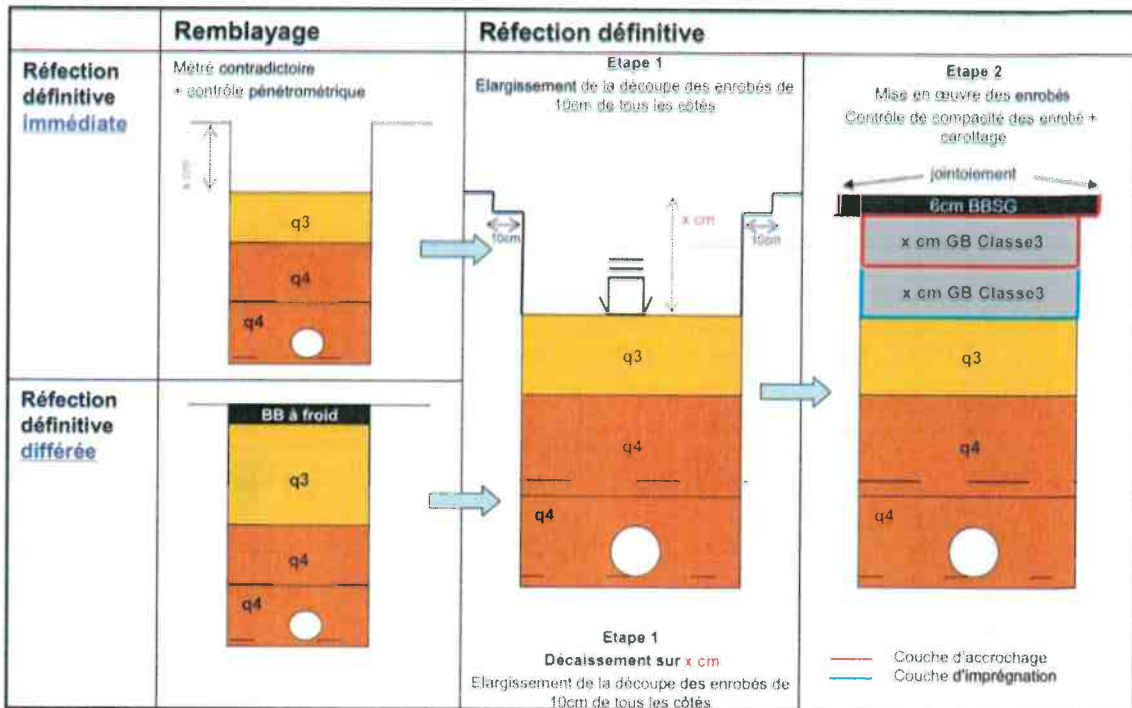 Remblayage
Réfection définitive
Réfection
définitive
immédiate
Métré contradictoire
+ contrôle pénétrométrique
x cm
q3
q4
q4
Etape 1
Elargissement de la découpe des enrobés de
10cm de tous les côtés
10cm
x cm
10cm
q3
q4
q4
Etape 2
Mise en œuvre des enrobés
Contrôle de compacité des enrobé +
carottage
jointoiement
6cm BBSG
x cm GB Classe3
x cm GB Classe3
q3
q4
q4
Réfection
définitive
différée
BB à froid
q3
q4
q4
Etape 1
Décaissement sur x cm
Elargissement de la découpe des enrobés de
10cm de tous les côtés
Couche d'accrochage
Couche d'imprégnation